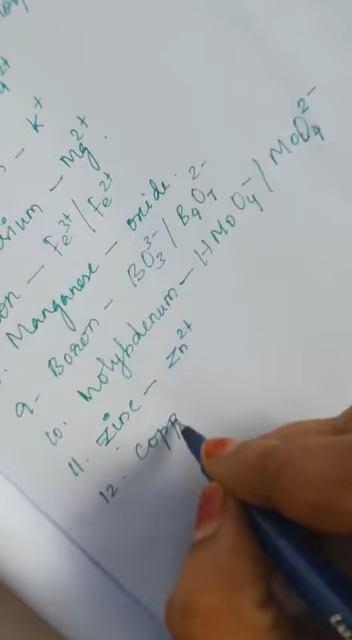 K⁺
Mg²⁺.
Fe³⁺/Fe²⁺
Manganese – oxide.
9. Boron – BO₃³⁻/B₄O₇²⁻
10. Molybdenum – HMoO₄⁻/MoO₄²⁻
11. Zinc – Zn²⁺
12. Copp